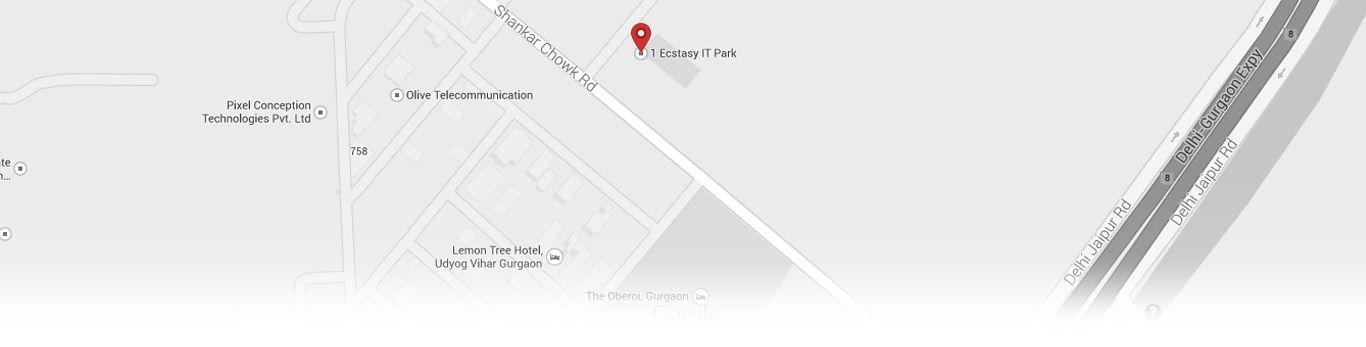 Shankar Chowk Rd
1 Ecstasy IT Park
8
Delhi-Gurgaon Expy
Olive Telecommunication
Pixel Conception
Technologies Pvt. Ltd
758
Delhi Jaipur Rd
8
Delhi Jaipur Rd
Lemon Tree Hotel,
Udyog Vihar Gurgaon
The Oberoi, Gurgaon
Google
?